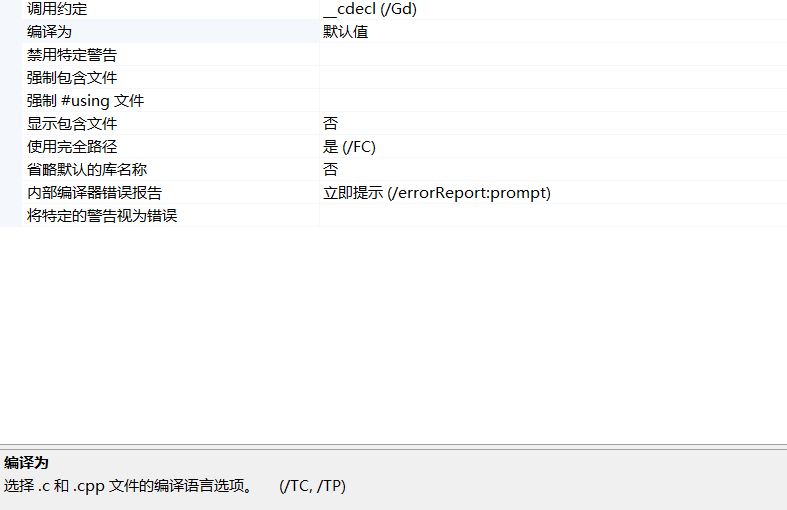 调用约定 __cdecl (/Gd)
编译为 默认值
禁用特定警告
强制包含文件
强制 #using 文件
显示包含文件 否
使用完全路径 是 (/FC)
省略默认的库名称 否
内部编译器错误报告 立即提示 (/errorReport:prompt)
将特定的警告视为错误
编译为
选择 .c 和 .cpp 文件的编译语言选项。 (/TC, /TP)